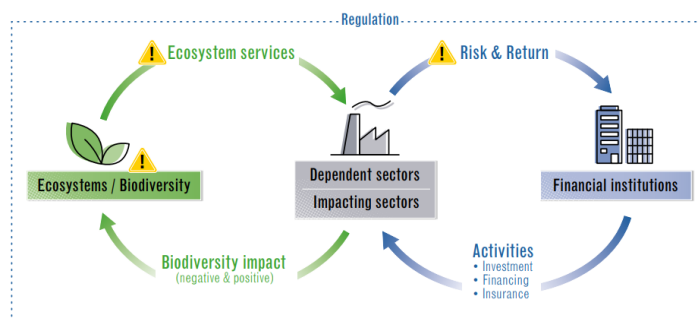 Regulation
! Ecosystem services
! Risk & Return
!
Ecosystems / Biodiversity
Dependent sectors
Impacting sectors
Financial institutions
Biodiversity impact
(negative & positive)
Activities
• Investment
• Financing
• Insurance